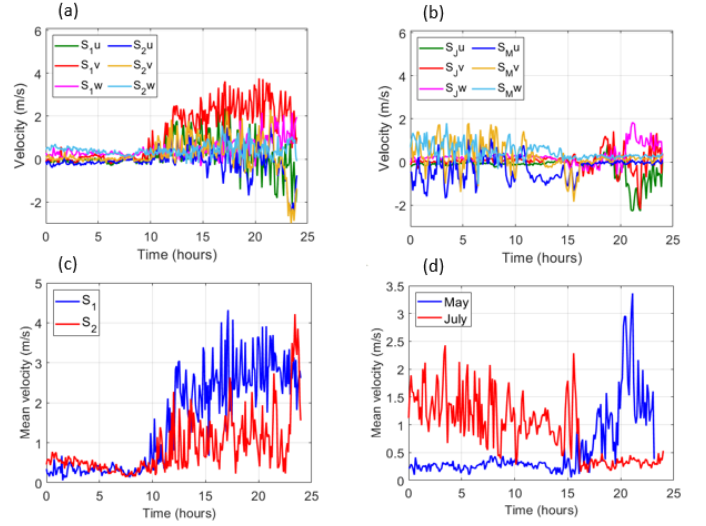 (a)
S1u S2u
S1v S2v
S1w S2w
Velocity (m/s)
6
4
2
0
-2
0 5 10 15 20 25
Time (hours)
(b)
SJu SMu
SJv SMv
SJw SMw
Velocity (m/s)
6
4
2
0
-2
0 5 10 15 20 25
Time (hours)
(c)
S1
S2
Mean velocity (m/s)
5
4
3
2
1
0
0 5 10 15 20 25
Time (hours)
(d)
May
July
Mean velocity (m/s)
3.5
3
2.5
2
1.5
1
0.5
0
0 5 10 15 20 25
Time (hours)